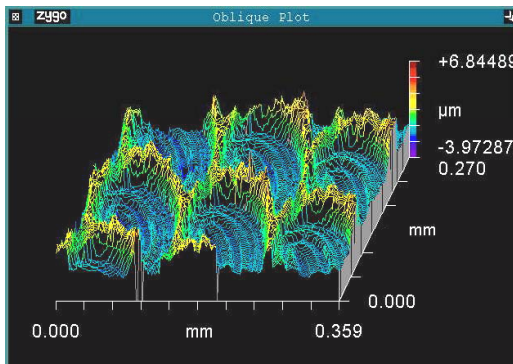 zygo Oblique Plot
+6.84489
µm
-3.97287
0.270
mm
0.000
0.000 mm 0.359